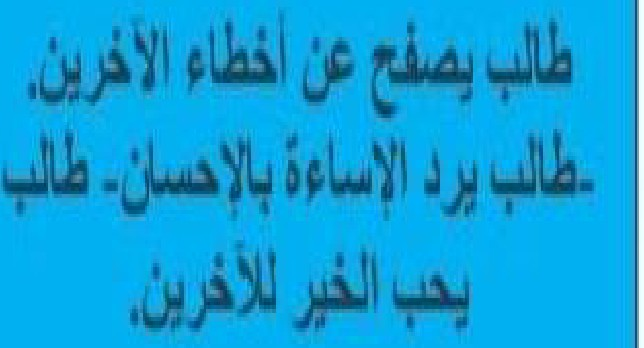 طالب يصفح عن أخطاء الآخرين.
-طالب يرد الإساءة بالإحسان- طالب
يحب الخير للآخرين.